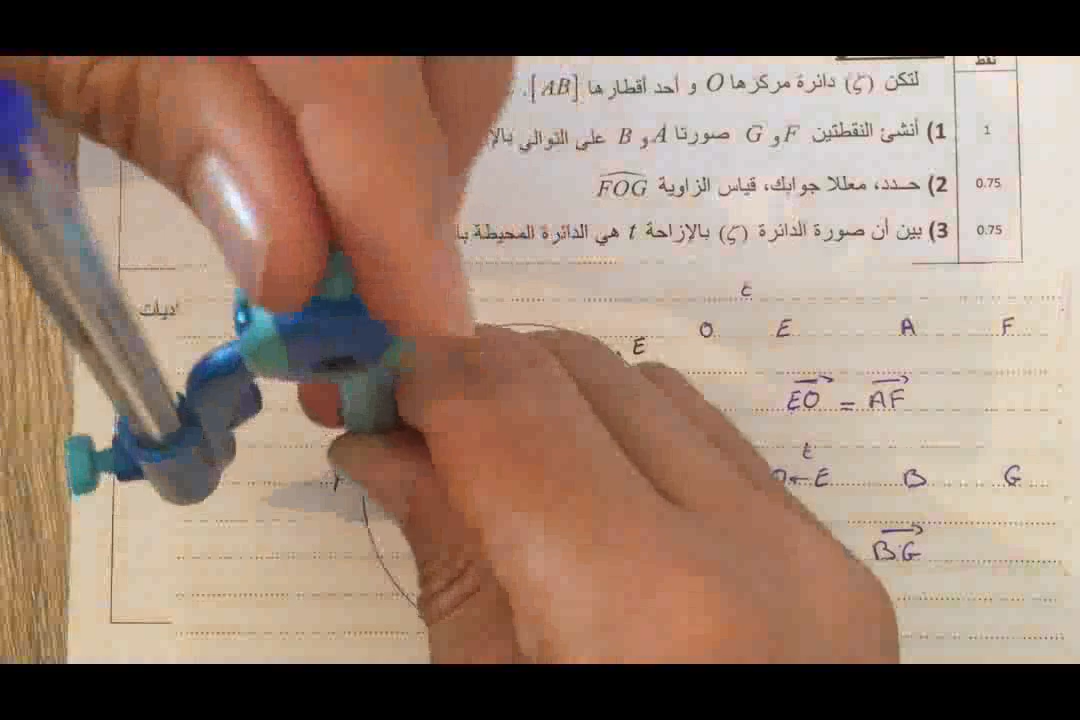 نقط
لتكن (ζ) دائرة مركزها O و أحد أقطارها [AB].
1) أنشئ النقطتين F و G صورتا A و B على التوالي 1
2) حدد، معللا جوابك، قياس الزاوية FOG 0.75
3) بين أن صورة الدائرة (ζ) بالإزاحة t هي الدائرة المحيطة 0.75
O E A F
E
EO = AF
t
O ← E B G
BG